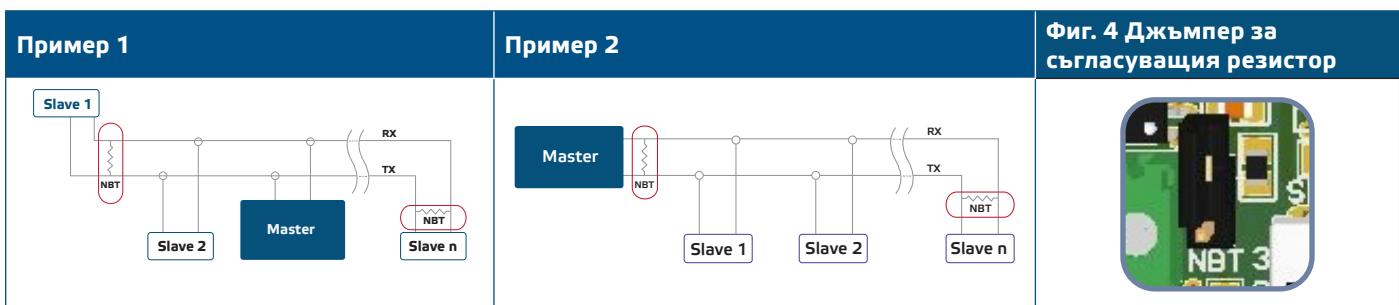 Пример 1
Slave 1
RX
TX
NBT
NBT
Slave 2
Master
Slave n
Пример 2
Master
RX
TX
NBT
NBT
Slave 1
Slave 2
Slave n
Фиг. 4 Джъмпер за
съгласуващия резистор
NBT 3